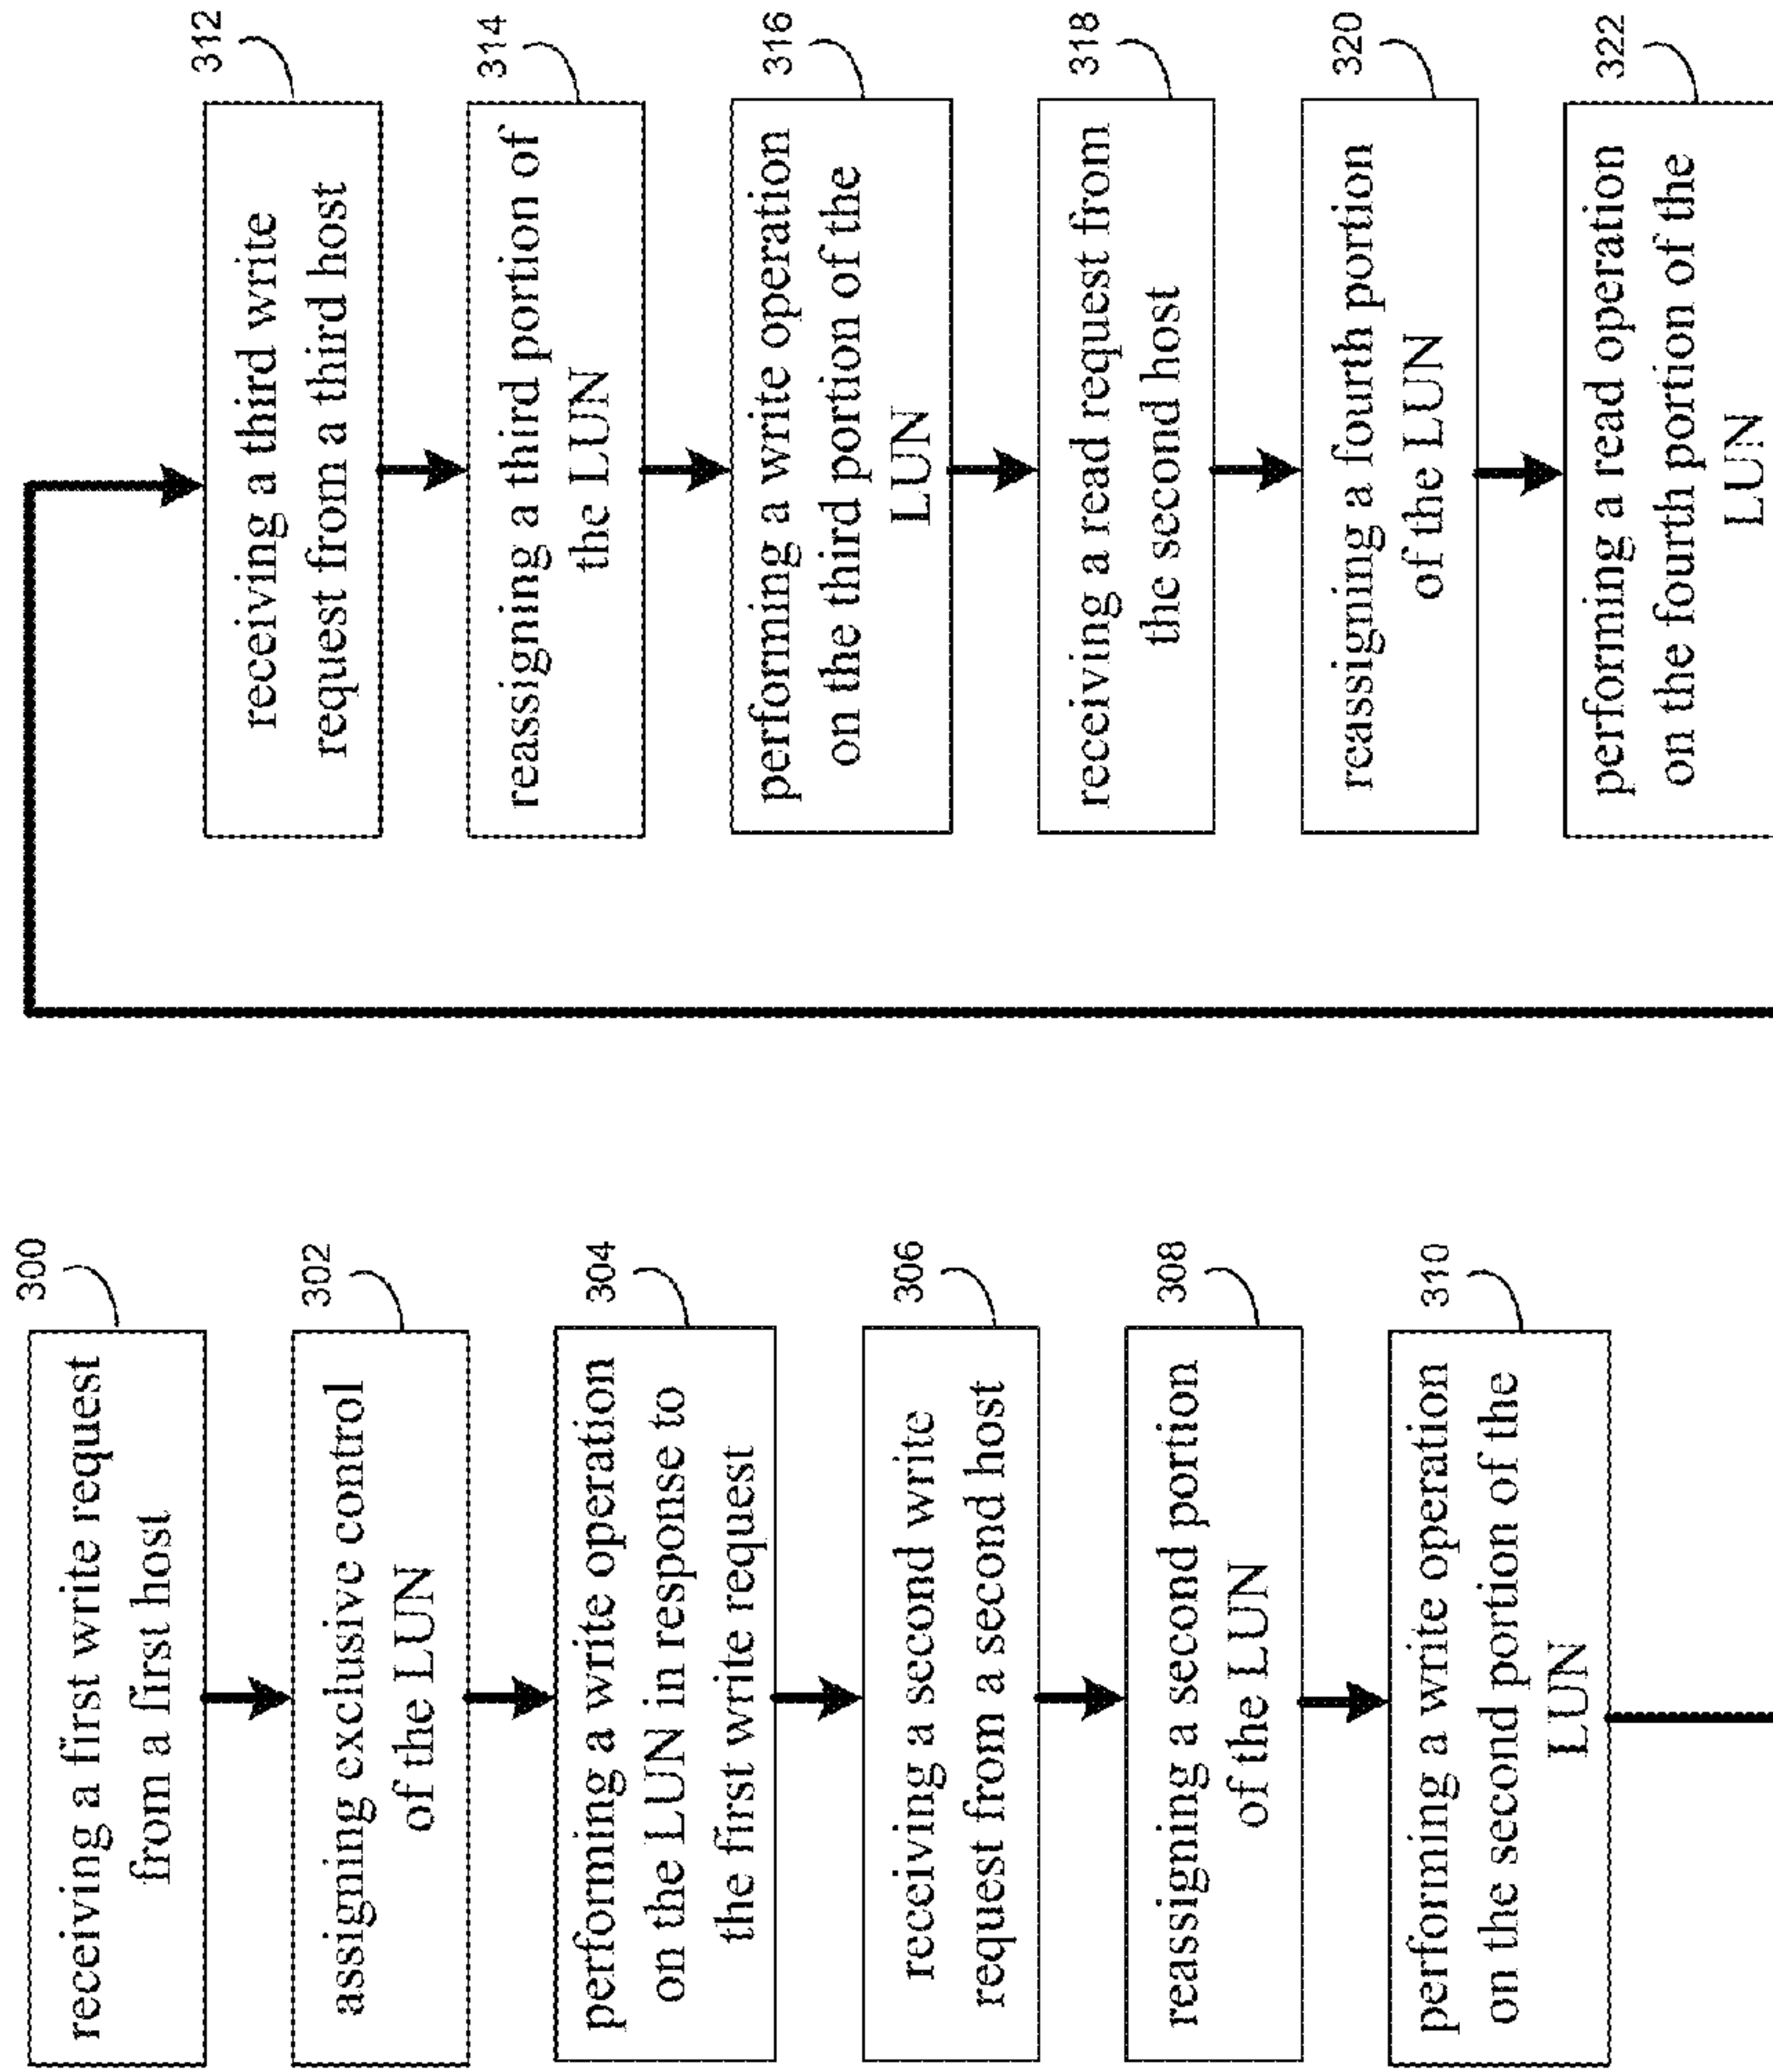 300
receiving a first write request
from a first host
302
assigning exclusive control
of the LUN
304
performing a write operation
on the LUN in response to
the first write request
306
receiving a second write
request from a second host
308
reassigning a second portion
of the LUN
310
performing a write operation
on the second portion of the
LUN
312
receiving a third write
request from a third host
314
reassigning a third portion of
the LUN
316
performing a write operation
on the third portion of the
LUN
318
receiving a read request from
the second host
320
reassigning a fourth portion
of the LUN
322
performing a read operation
on the fourth portion of the
LUN